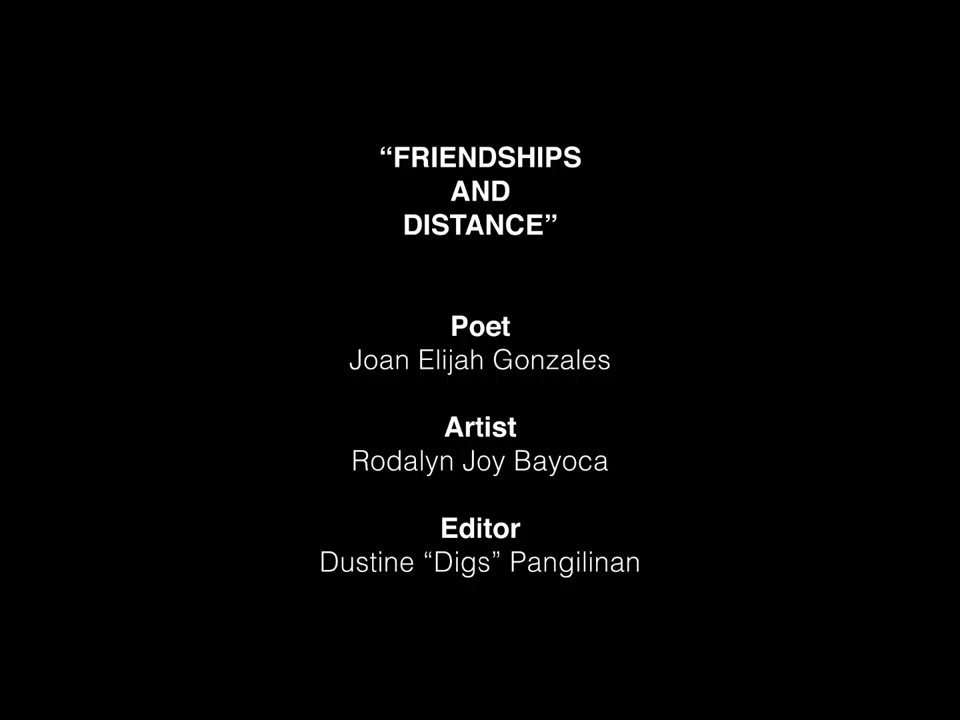 “FRIENDSHIPS
AND
DISTANCE”
Poet
Joan Elijah Gonzales
Artist
Rodalyn Joy Bayoca
Editor
Dustine “Digs” Pangilinan